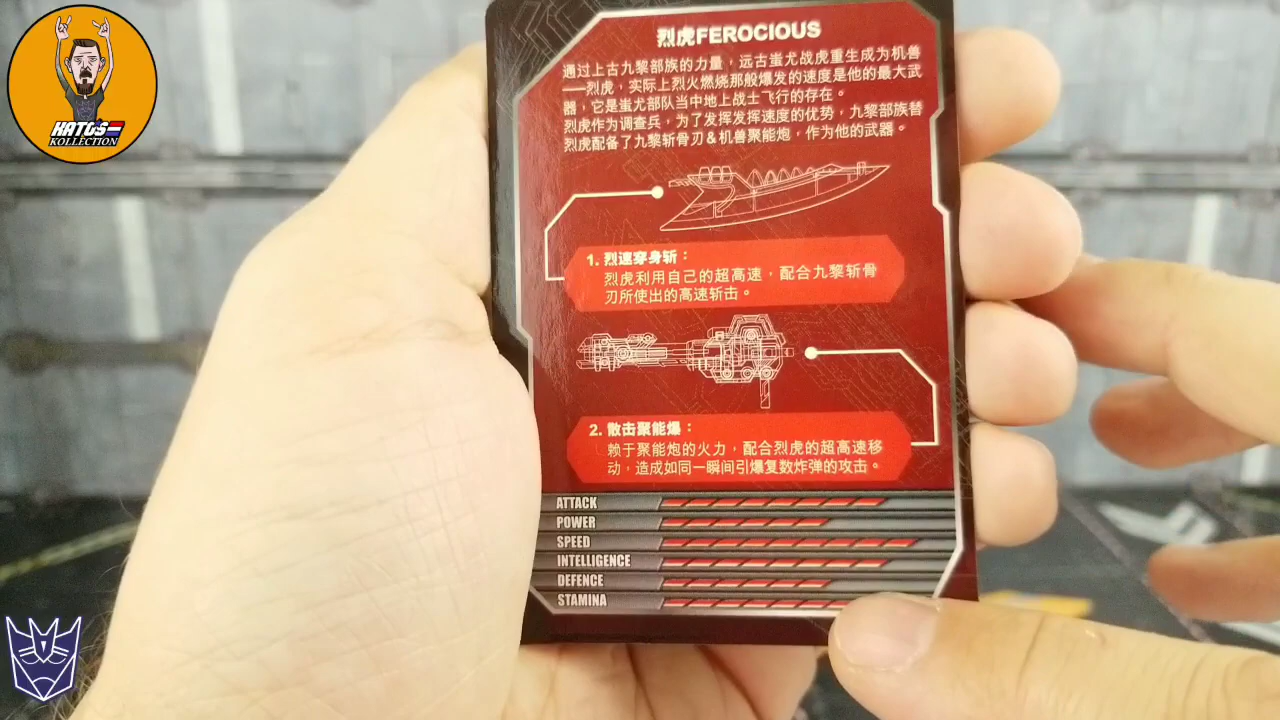 KATOS
KOLLECTION
烈虎FEROCIOUS
通过上古九黎部族的力量，远古蚩尤战虎重生成为机兽
——烈虎，实际上烈火燃烧那般爆发的速度是他的最大武
器，它是蚩尤部队当中地上战士飞行的存在。
烈虎作为调查兵，为了发挥发挥速度的优势，九黎部族替
烈虎配备了九黎斩骨刃＆机兽聚能炮，作为他的武器。
1. 烈速穿身斩：
烈虎利用自己的超高速，配合九黎斩骨
刃所使出的高速斩击。
2. 散击聚能爆：
赖于聚能炮的火力，配合烈虎的超高速移
动，造成如同一瞬间引爆复数炸弹的攻击。
ATTACK
POWER
SPEED
INTELLIGENCE
DEFENCE
STAMINA